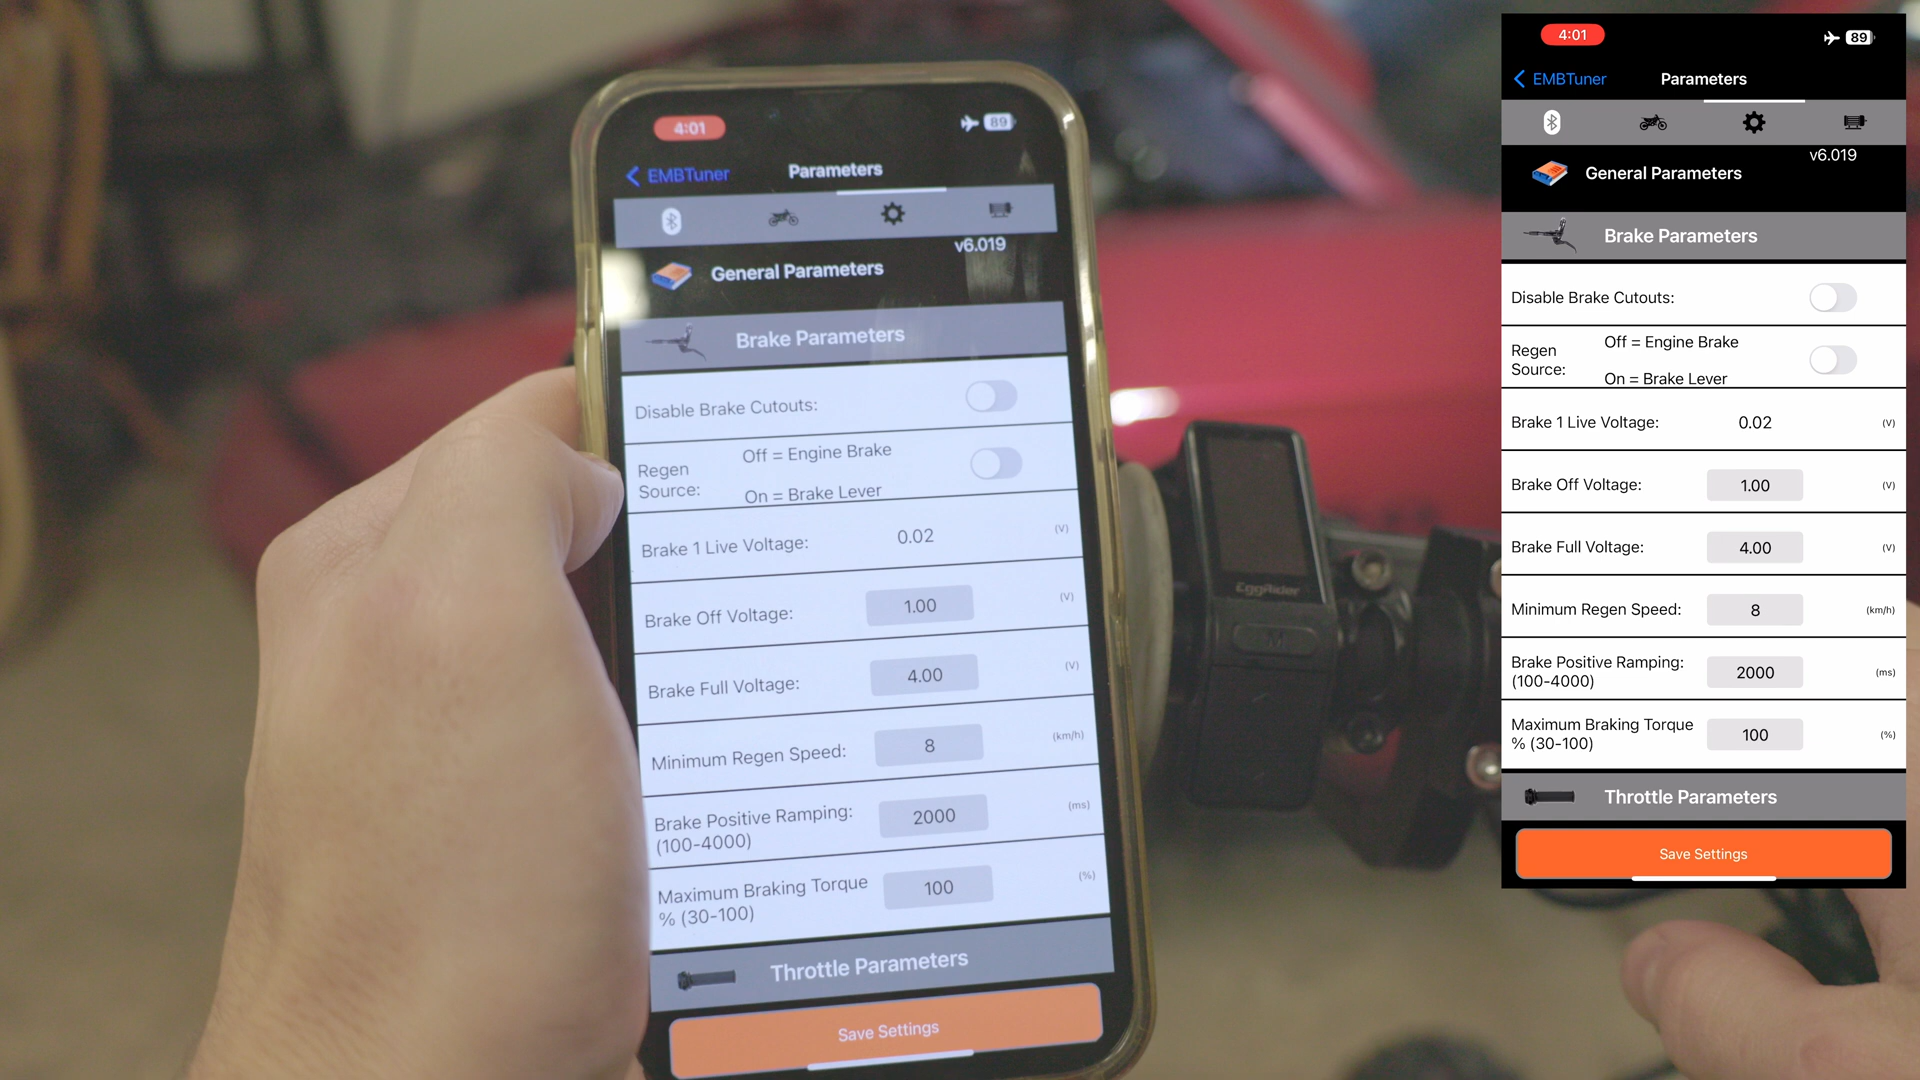 4:01
89
EMBTuner
Parameters
v6.019
General Parameters
Brake Parameters
Disable Brake Cutouts:
Regen Source:
Off = Engine Brake
On = Brake Lever
Brake 1 Live Voltage:
0.02
(V)
Brake Off Voltage:
1.00
(V)
Brake Full Voltage:
4.00
(V)
Minimum Regen Speed:
8
(km/h)
Brake Positive Ramping:
(100-4000)
2000
(ms)
Maximum Braking Torque
% (30-100)
100
(%)
Throttle Parameters
Save Settings
EggRider
M
4:01
89
EMBTuner
Parameters
v6.019
General Parameters
Brake Parameters
Disable Brake Cutouts:
Regen
Source:
Off = Engine Brake
On = Brake Lever
Brake 1 Live Voltage:
0.02
(V)
Brake Off Voltage:
1.00
(V)
Brake Full Voltage:
4.00
(V)
Minimum Regen Speed:
8
(km/h)
Brake Positive Ramping:
(100-4000)
2000
(ms)
Maximum Braking Torque
% (30-100)
100
(%)
Throttle Parameters
Save Settings